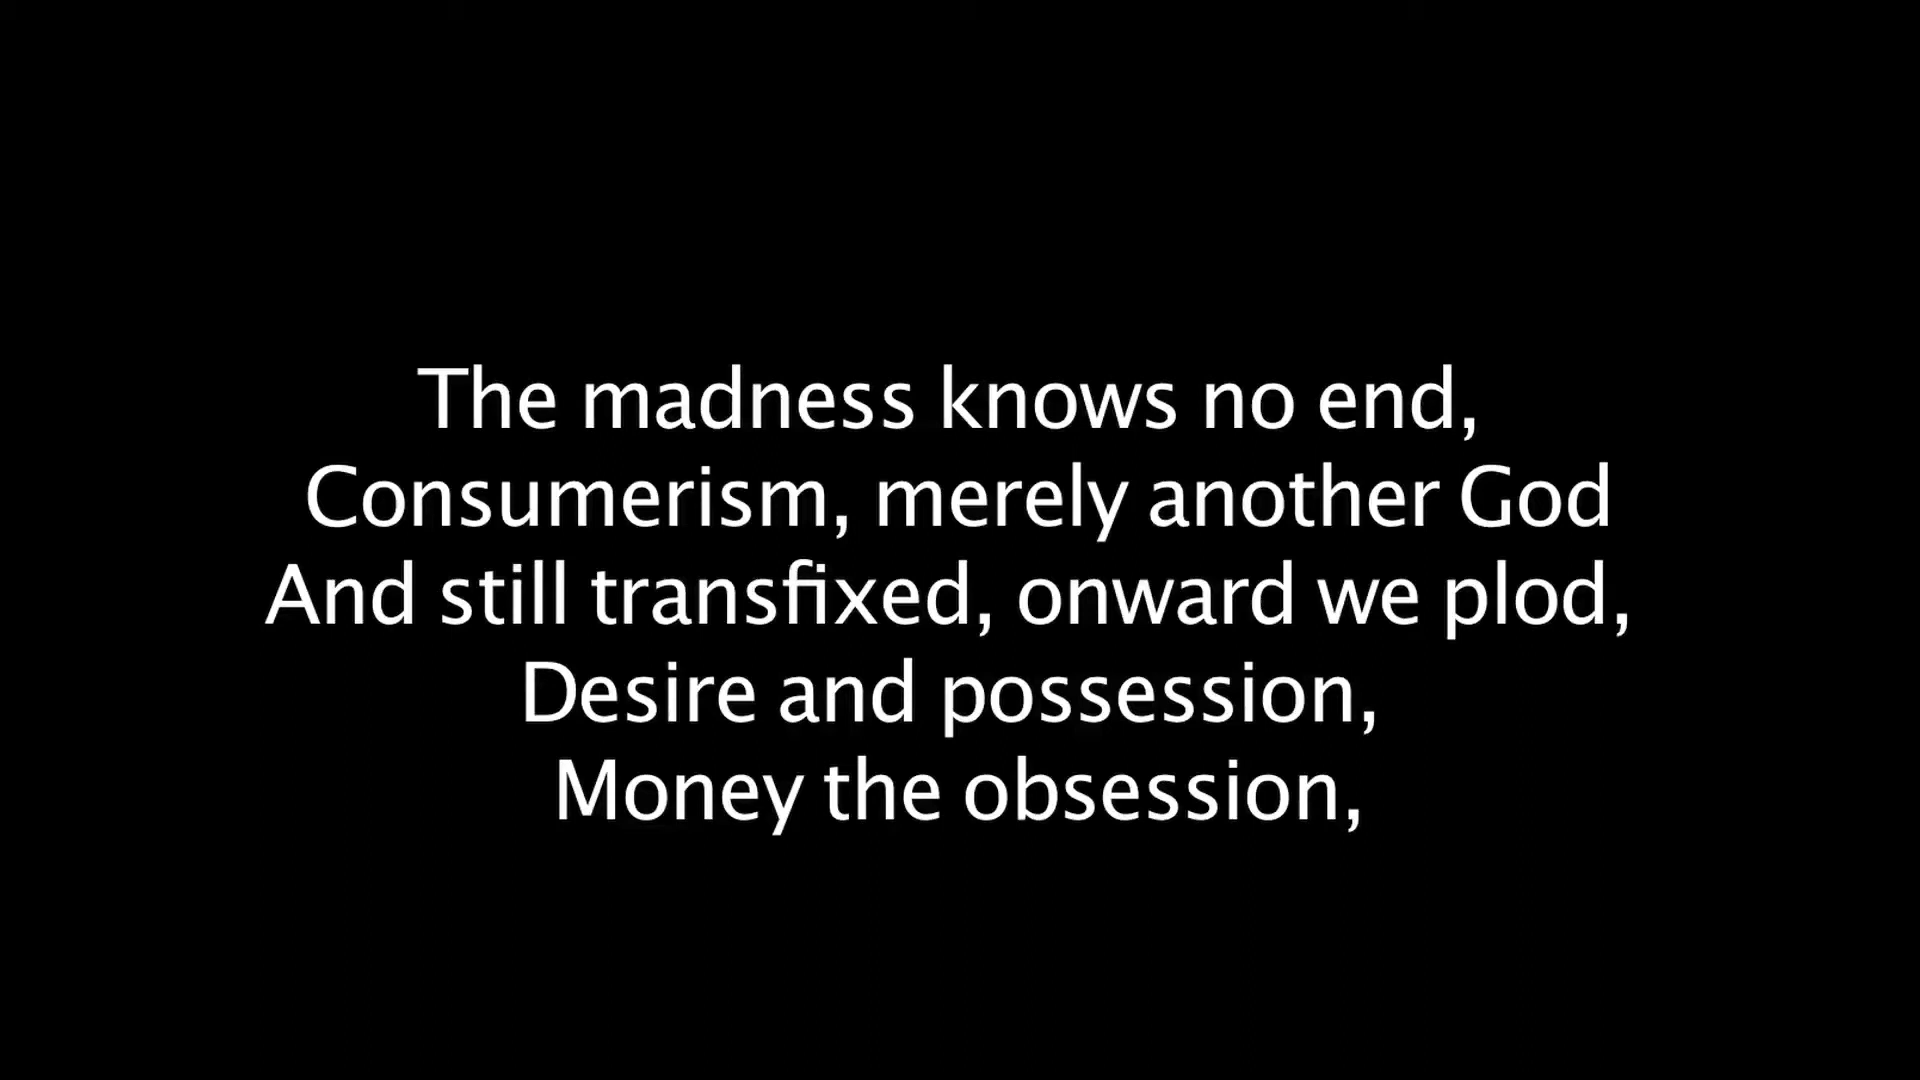 The madness knows no end,
Consumerism, merely another God
And still transfixed, onward we plod,
Desire and possession,
Money the obsession,